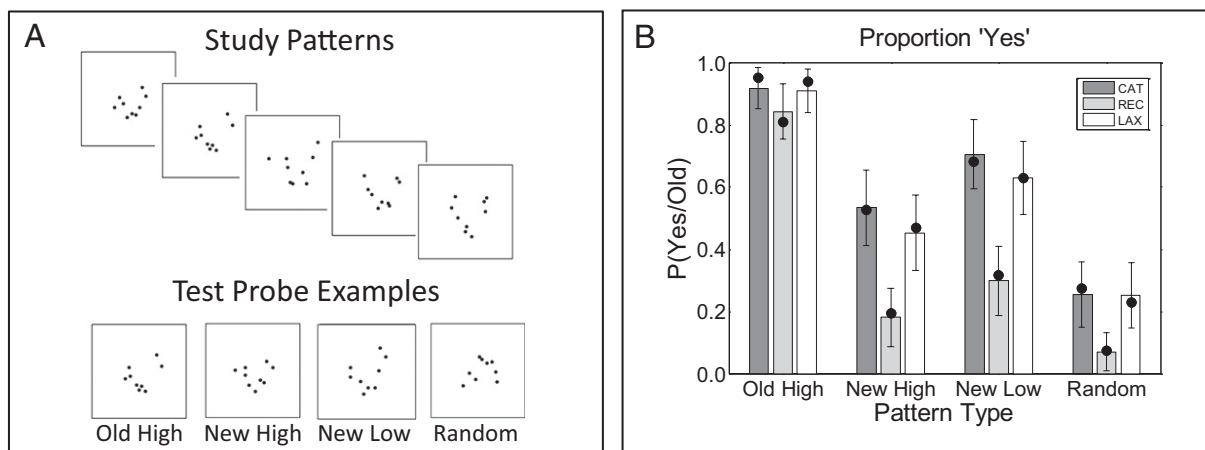 A
Study Patterns
Test Probe Examples
Old High New High New Low Random
B
Proportion 'Yes'
P(Yes/Old)
1.0
0.8
0.6
0.4
0.2
0.0
CAT
REC
LAX
Old High New High New Low Random
Pattern Type